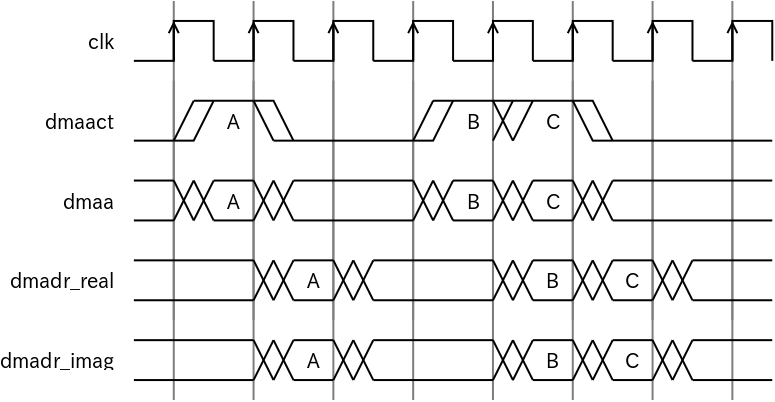 clk
dmaact A B C
dmaa A B C
dmadr_real A B C
dmadr_imag A B C